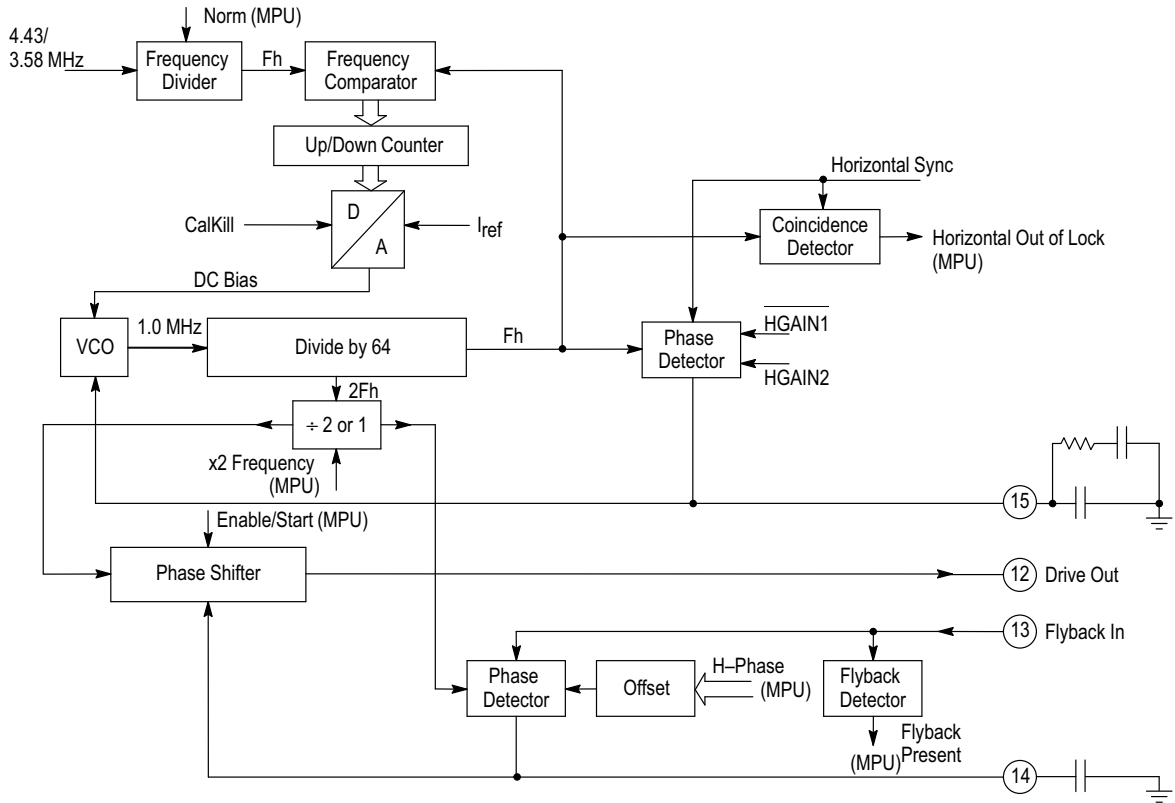 Norm (MPU)
4.43/
3.58 MHz
Frequency
Divider
Fh
Frequency
Comparator
Up/Down Counter
Horizontal Sync
CalKill
D
A
Iref
Coincidence
Detector
Horizontal Out of Lock
(MPU)
DC Bias
VCO
1.0 MHz
Divide by 64
Fh
Phase
Detector
HGAIN1
HGAIN2
2Fh
÷ 2 or 1
x2 Frequency
(MPU)
15
Enable/Start (MPU)
Phase Shifter
12
Drive Out
13
Flyback In
Phase
Detector
Offset
H–Phase
(MPU)
Flyback
Detector
Flyback
Present
(MPU)
14